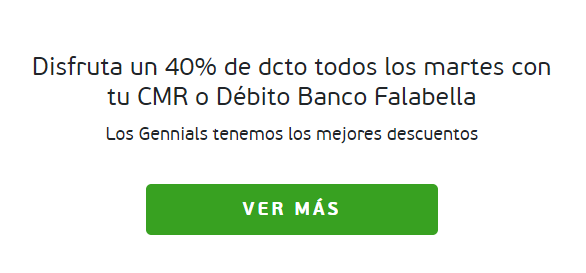 Disfruta un 40% de dcto todos los martes con
tu CMR o Débito Banco Falabella
Los Gennials tenemos los mejores descuentos
VER MÁS